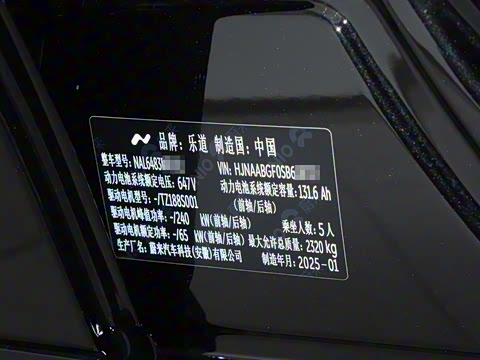 品牌: 乐道 制造国: 中国
整车型号: NAL6483 VIN: HJNAABGF0SB6
动力电池系统额定电压: 647V 动力电池系统额定容量: 131.6 Ah
驱动电机型号: -/TZ188S001 (前轴/后轴)
驱动电机峰值功率: -/240 kW(前轴/后轴) 乘坐人数: 5人
驱动电机额定功率: -/65 kW(前轴/后轴) 最大允许总质量: 2320 kg
生产厂名: 蔚来汽车科技(安徽)有限公司 制造年月: 2025-01